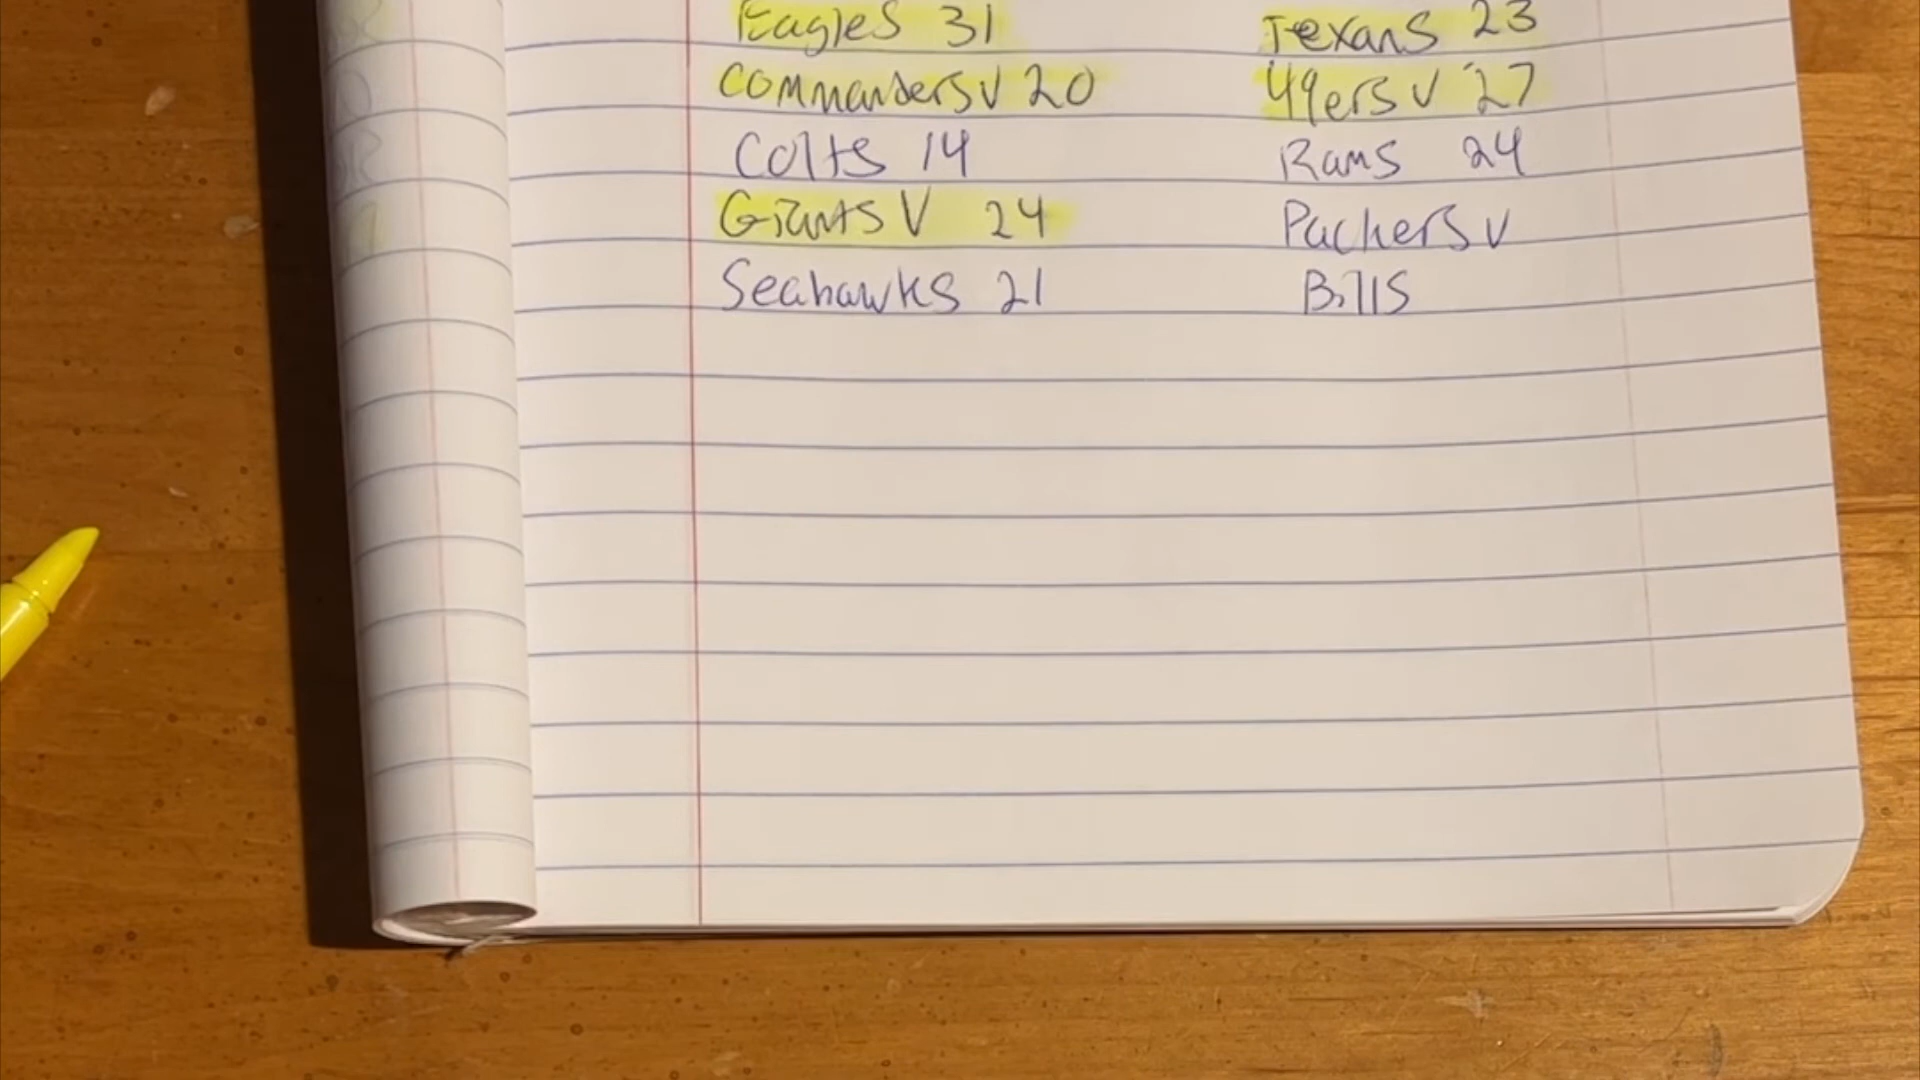 Eagles 31
Texans 23
Commanders v 20
49ers v 27
Colts 14
Rams 24
Giants v 24
Packers v
Seahawks 21
Bills